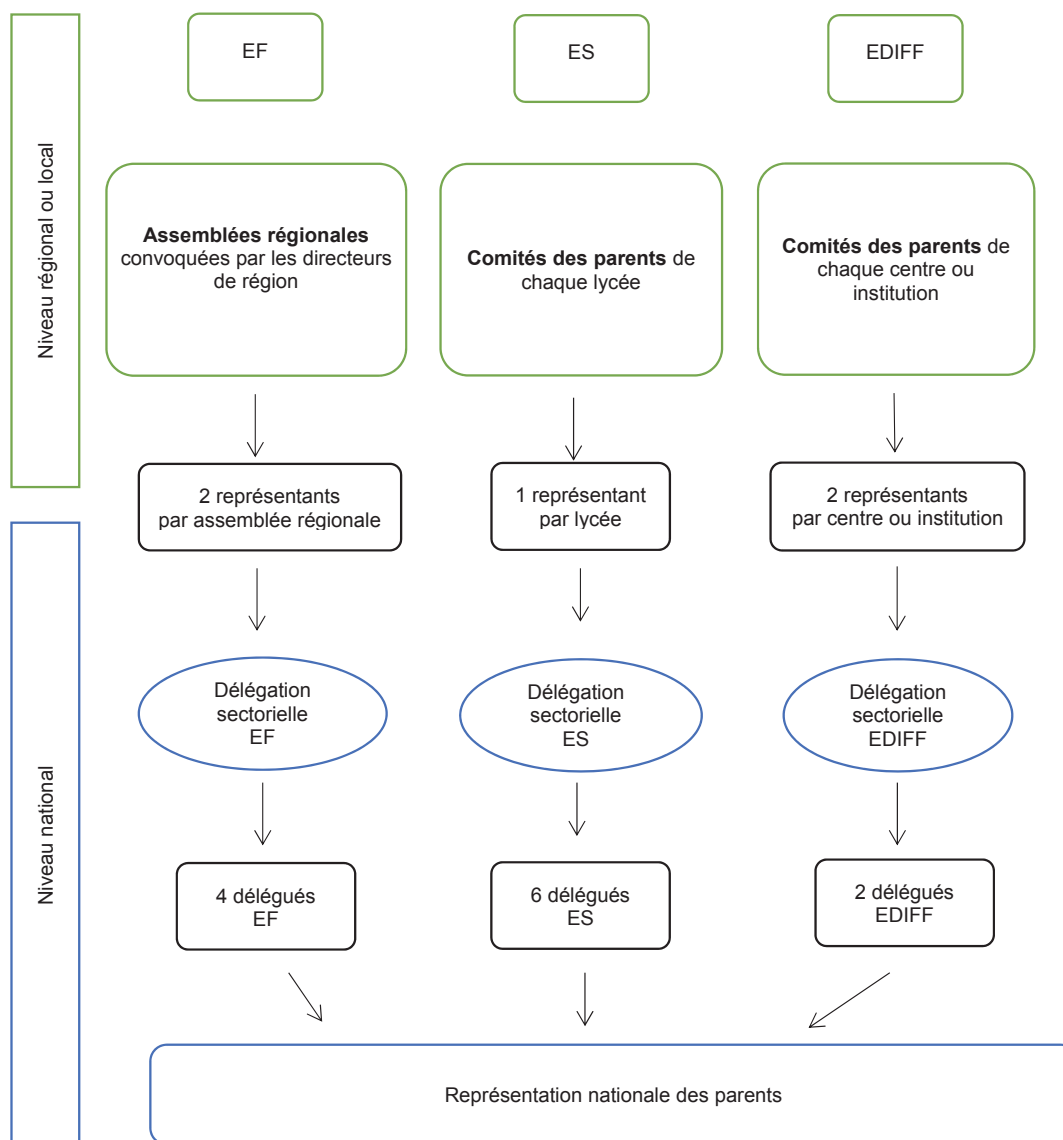 EF
ES
EDIFF
Niveau régional ou local
Assemblées régionales
convoquées par les directeurs
de région
Comités des parents de
chaque lycée
Comités des parents de
chaque centre ou
institution
2 représentants
par assemblée régionale
1 représentant
par lycée
2 représentants
par centre ou institution
Niveau national
Délégation
sectorielle
EF
Délégation
sectorielle
ES
Délégation
sectorielle
EDIFF
4 délégués
EF
6 délégués
ES
2 délégués
EDIFF
Représentation nationale des parents